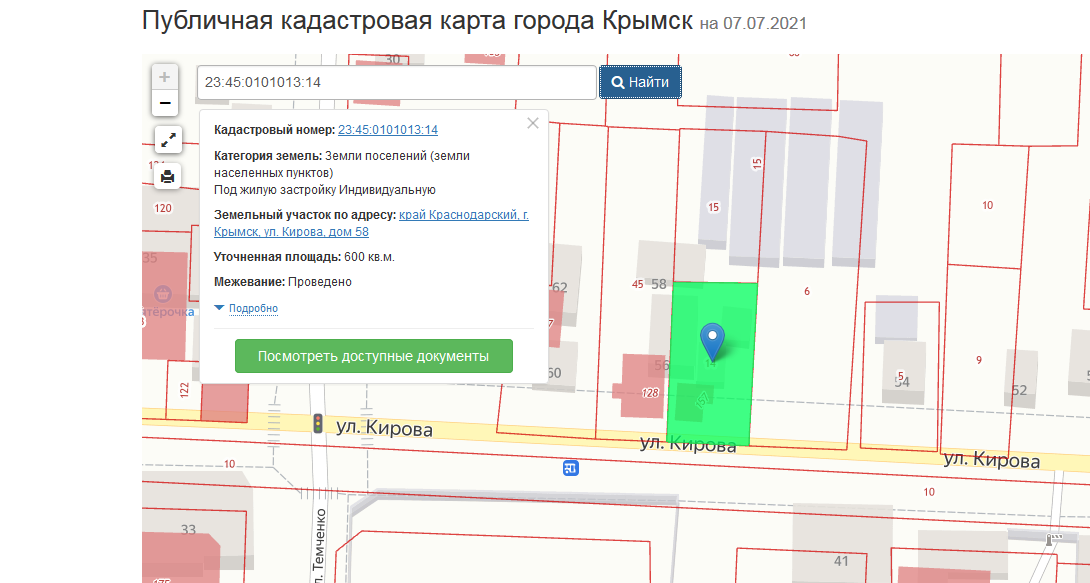 Публичная кадастровая карта города Крымск на 07.07.2021
30
+
23:45:0101013:14
Найти
−
Кадастровый номер: 23:45:0101013:14
Категория земель: Земли поселений (земли
населенных пунктов)
Под жилую застройку Индивидуальную
Земельный участок по адресу: край Краснодарский, г.
Крымск, ул. Кирова, дом 58
Уточненная площадь: 600 кв.м.
Межевание: Проведено
Подробно
Посмотреть доступные документы
15
120
15
10
35
62
45 58
6
14
9
56
60
5
54
52
122
128
ул. Кирова
ул. Кирова
ул. Кирова
10
10
33
41
175
л. Темченко